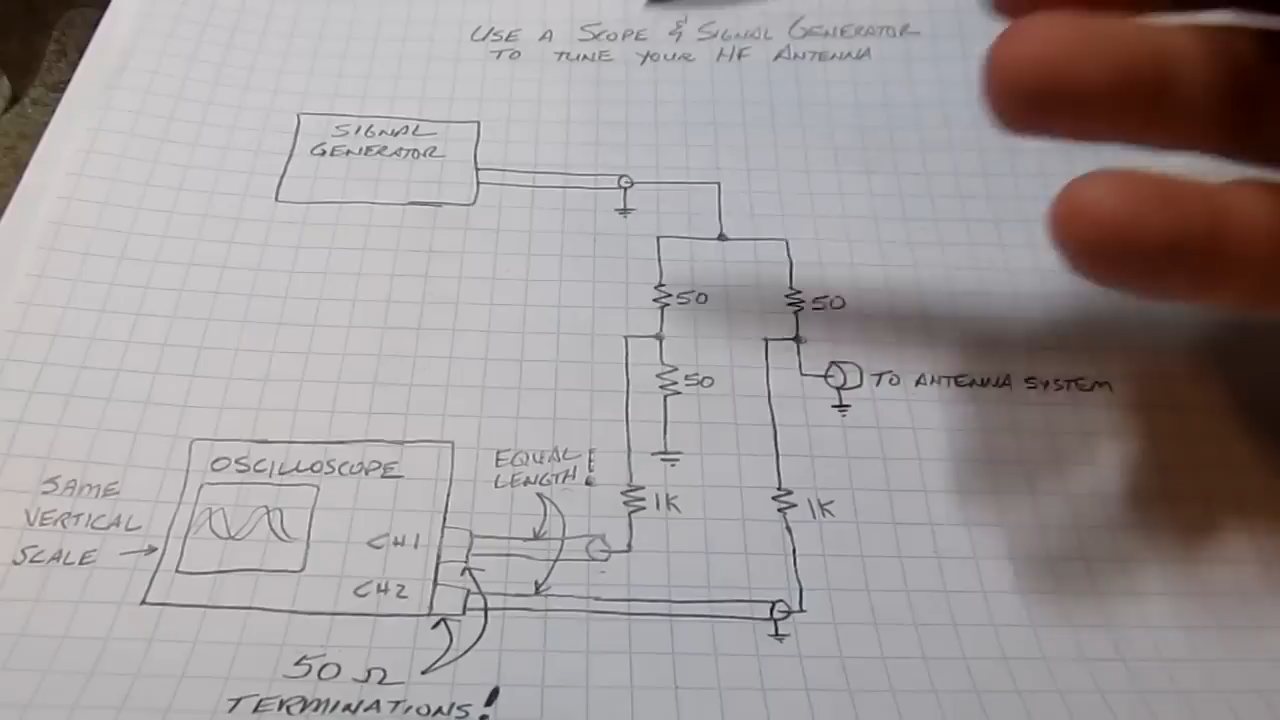 USE A SCOPE & SIGNAL GENERATOR
TO TUNE YOUR HF ANTENNA
SIGNAL
GENERATOR
50
50
50
TO ANTENNA SYSTEM
OSCILLOSCOPE
EQUAL
LENGTH!
SAME
VERTICAL
SCALE
1K
1K
CH1
CH2
50 Ω
TERMINATIONS!